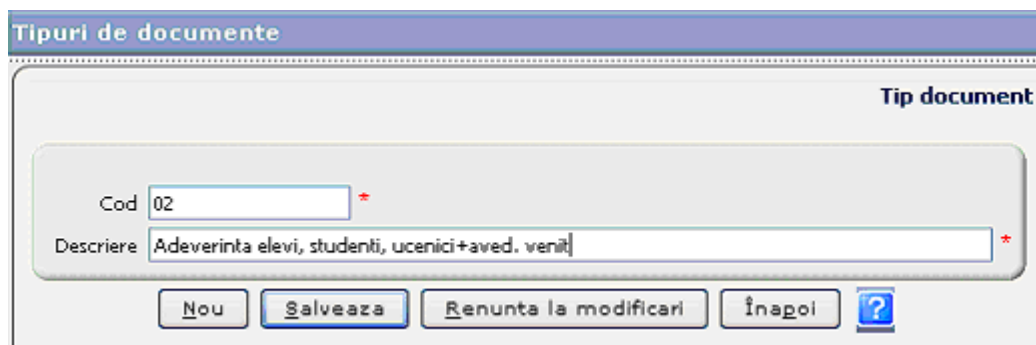 Tipuri de documente
Tip document
Cod 02 *
Descriere Adeverinta elevi, studenti, ucenici+aved. venit *
Nou Salveaza Renunta la modificari Înapoi ?